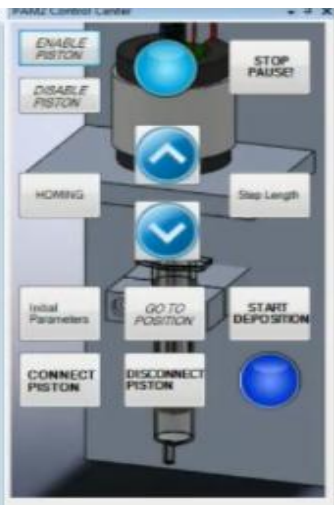 PAM2 Control Center
ENABLE
PISTON
STOP
PAUSE!
DISABLE
PISTON
HOMING
Step Length
Initial
Parameters
GO TO
POSITION
START
DEPOSITION
CONNECT
PISTON
DISCONNECT
PISTON